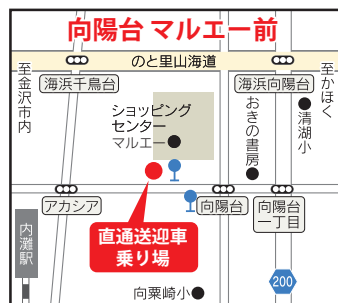 向陽台 マルエー前
のと里山海道
至金沢市内
海浜千鳥台
海浜向陽台
至かほく
ショッピング
センター
マルエー
おきの書房
清湖小
アカシア
向陽台
向陽台
一丁目
直通送迎車
乗り場
内灘駅
200
向粟崎小